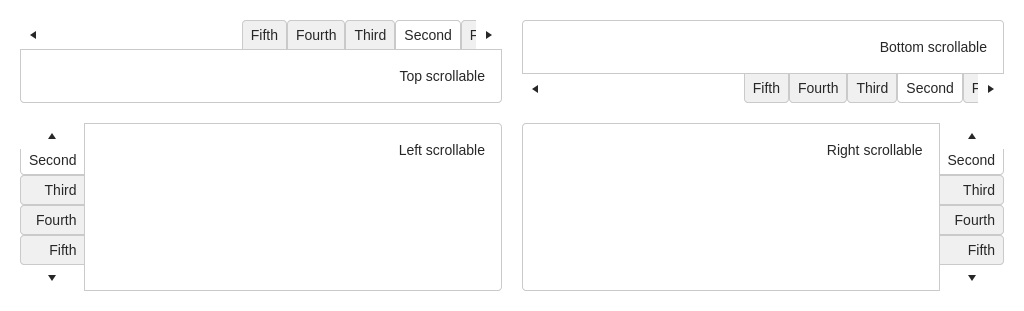 Fifth Fourth Third Second
Top scrollable
Bottom scrollable
Fifth Fourth Third Second
Second
Third
Fourth
Fifth
Left scrollable
Right scrollable
Second
Third
Fourth
Fifth